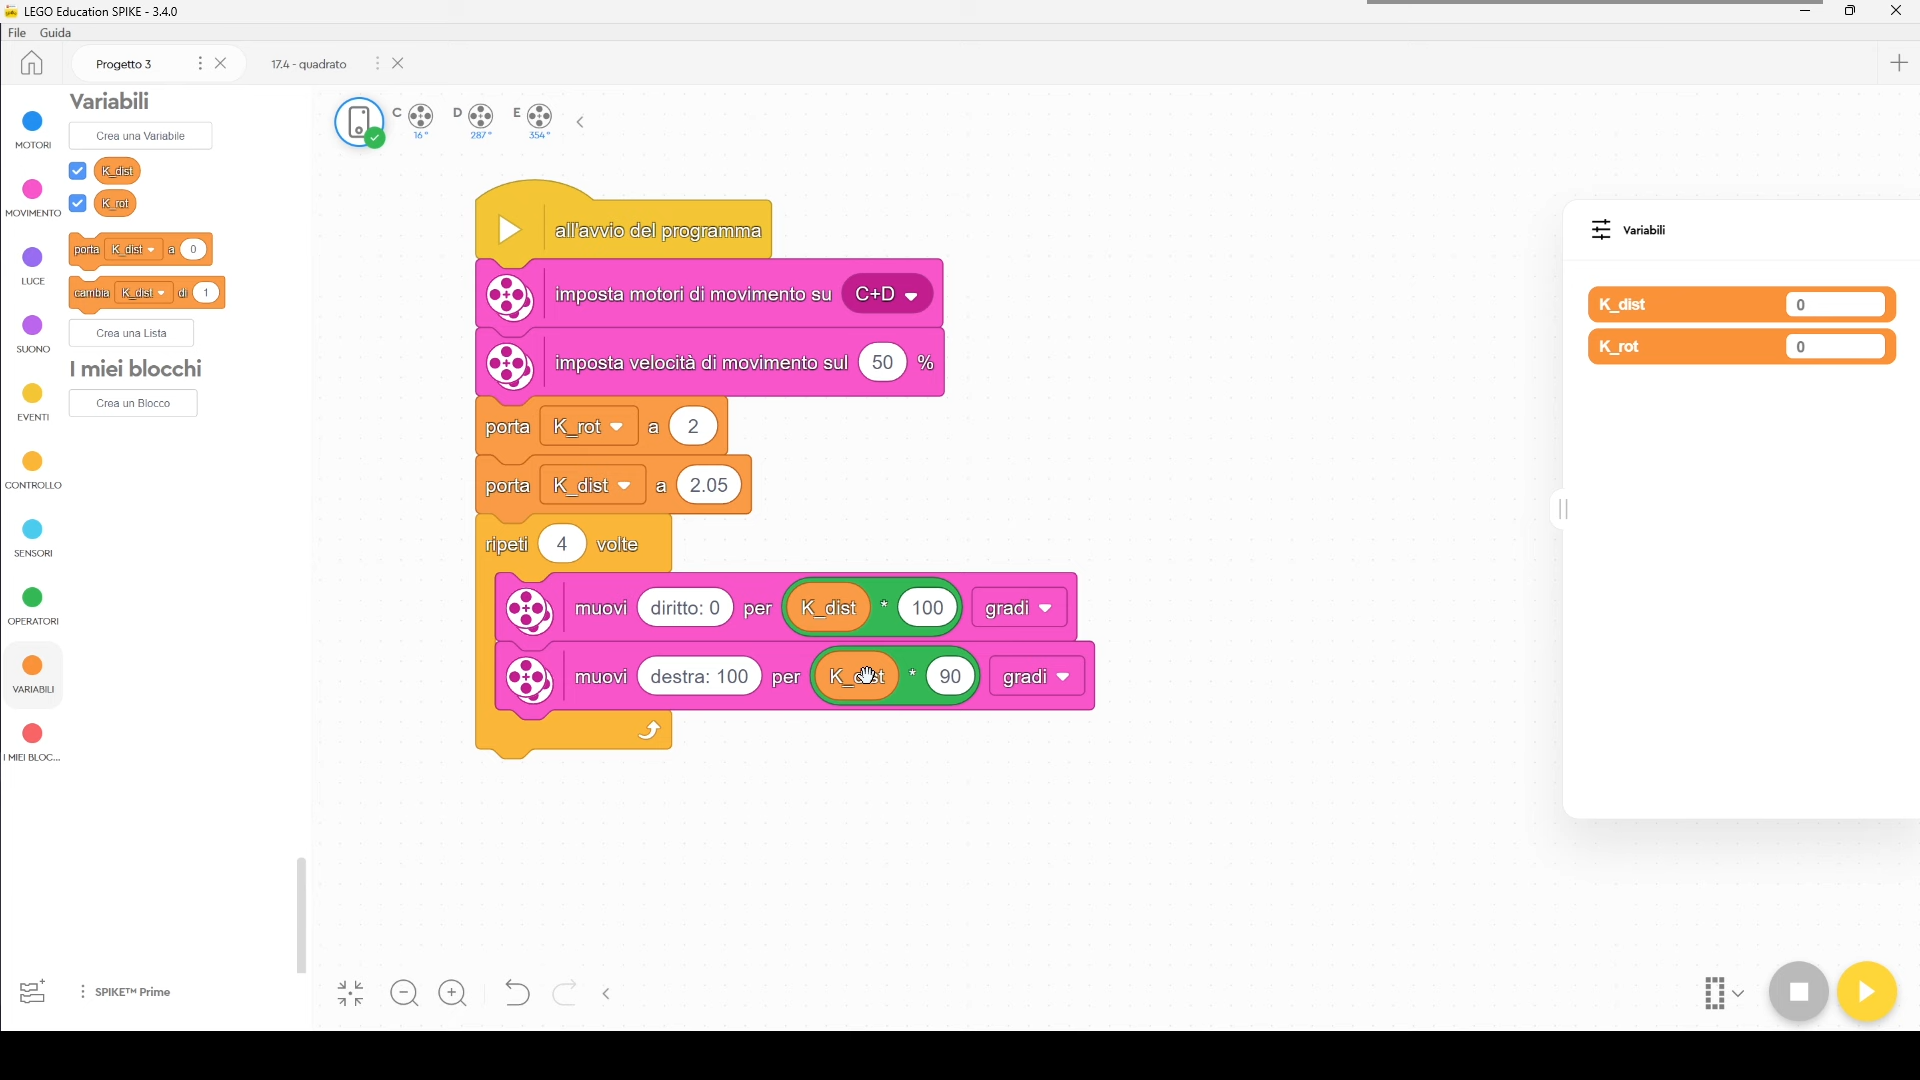 LEGO Education SPIKE - 3.4.0
File Guida
Progetto 3
17.4 - quadrato
Variabili
Crea una Variabile
K_dist
K_rot
porta K_dist a 0
cambia K_dist di 1
Crea una Lista
I miei blocchi
Crea un Blocco
MOTORI
MOVIMENTO
LUCE
SUONO
EVENTI
CONTROLLO
SENSORI
OPERATORI
VARIABILI
I MIEI BLOC...
SPIKE™ Prime
C 16° D 287° E 354°
all'avvio del programma
imposta motori di movimento su C+D
imposta velocità di movimento sul 50 %
porta K_rot a 2
porta K_dist a 2.05
ripeti 4 volte
muovi diritto: 0 per K_dist * 100 gradi
muovi destra: 100 per K_dist * 90 gradi
Variabili
K_dist 0
K_rot 0